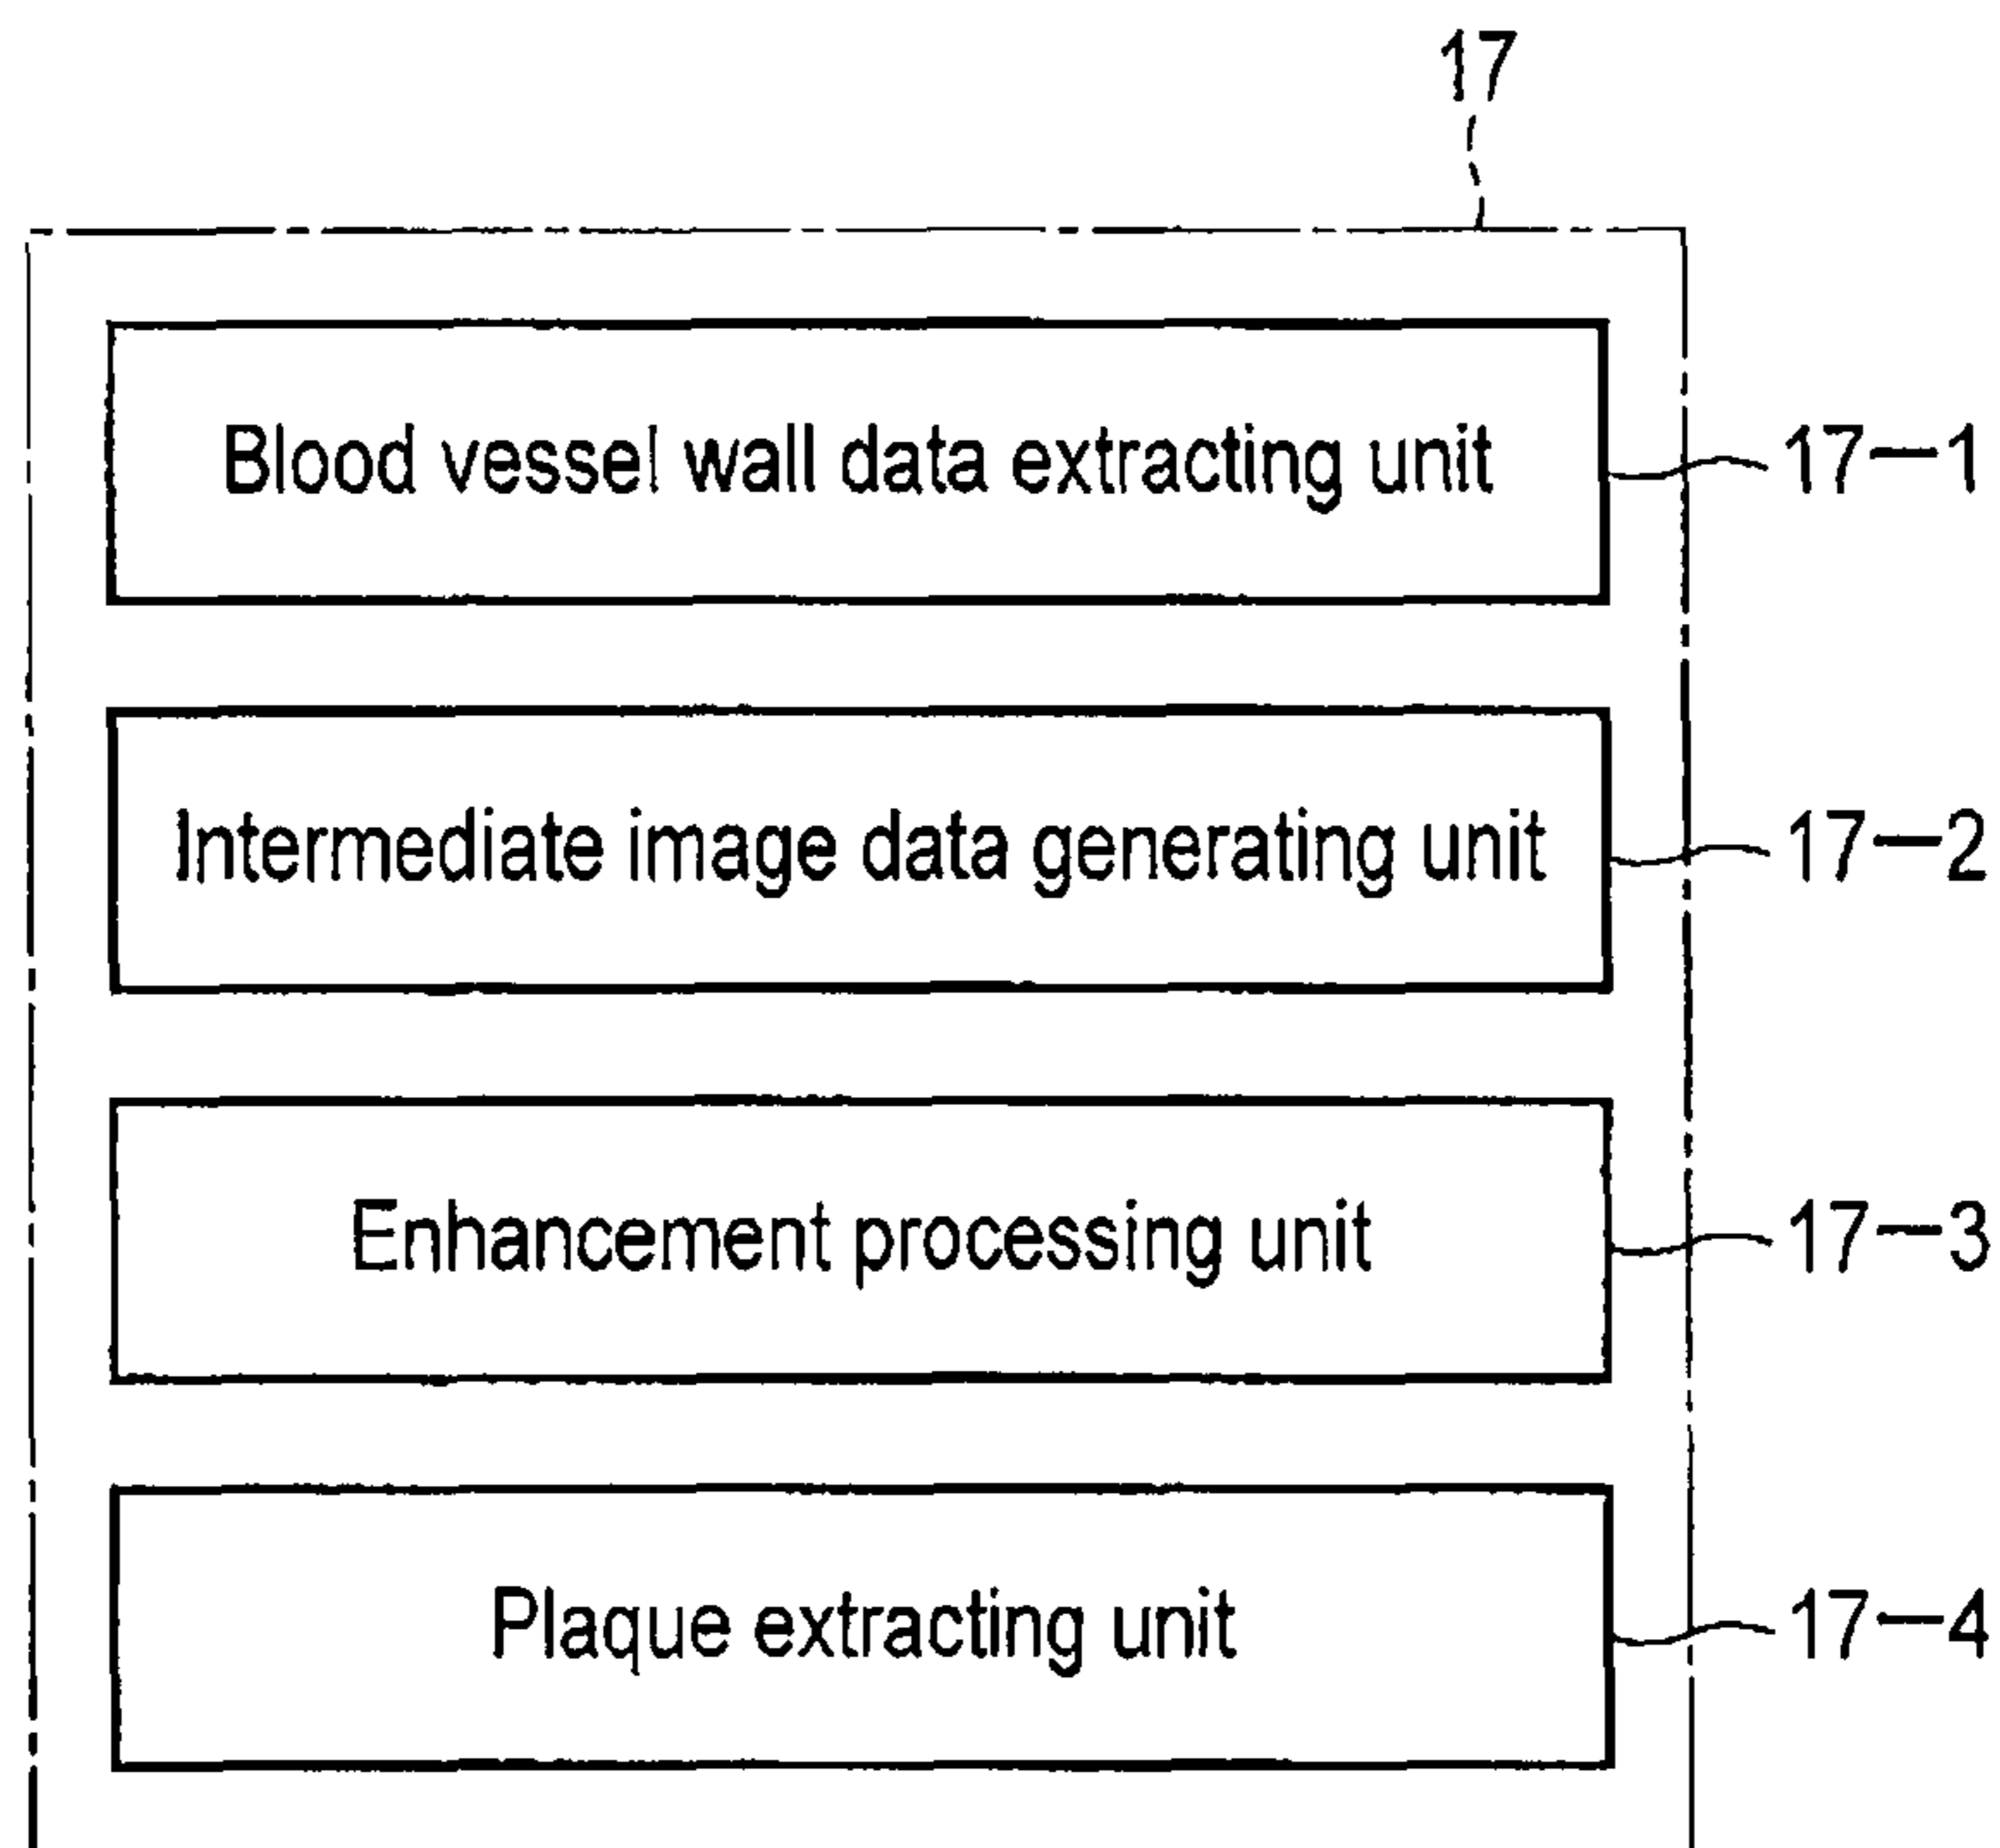 17
Blood vessel wall data extracting unit
17-1
Intermediate image data generating unit
17-2
Enhancement processing unit
17-3
Plaque extracting unit
17-4